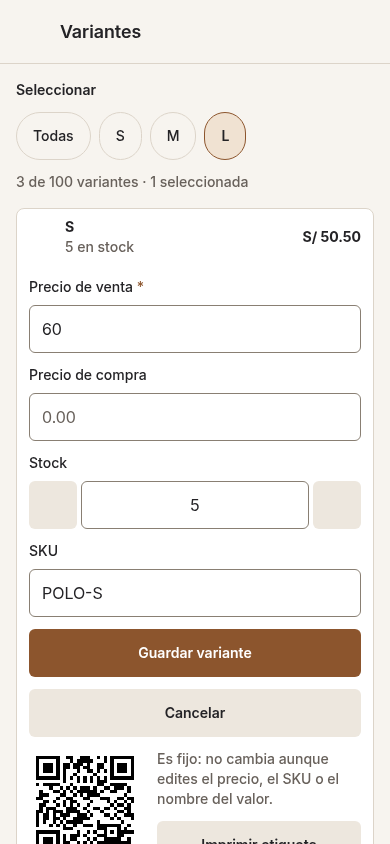 Variantes
Seleccionar
Todas S M L
3 de 100 variantes · 1 seleccionada
S
5 en stock
S/ 50.50
Precio de venta *
60
Precio de compra
0.00
Stock
5
SKU
POLO-S
Guardar variante
Cancelar
Es fijo: no cambia aunque
edites el precio, el SKU o el
nombre del valor.
Imprimir etiqueta